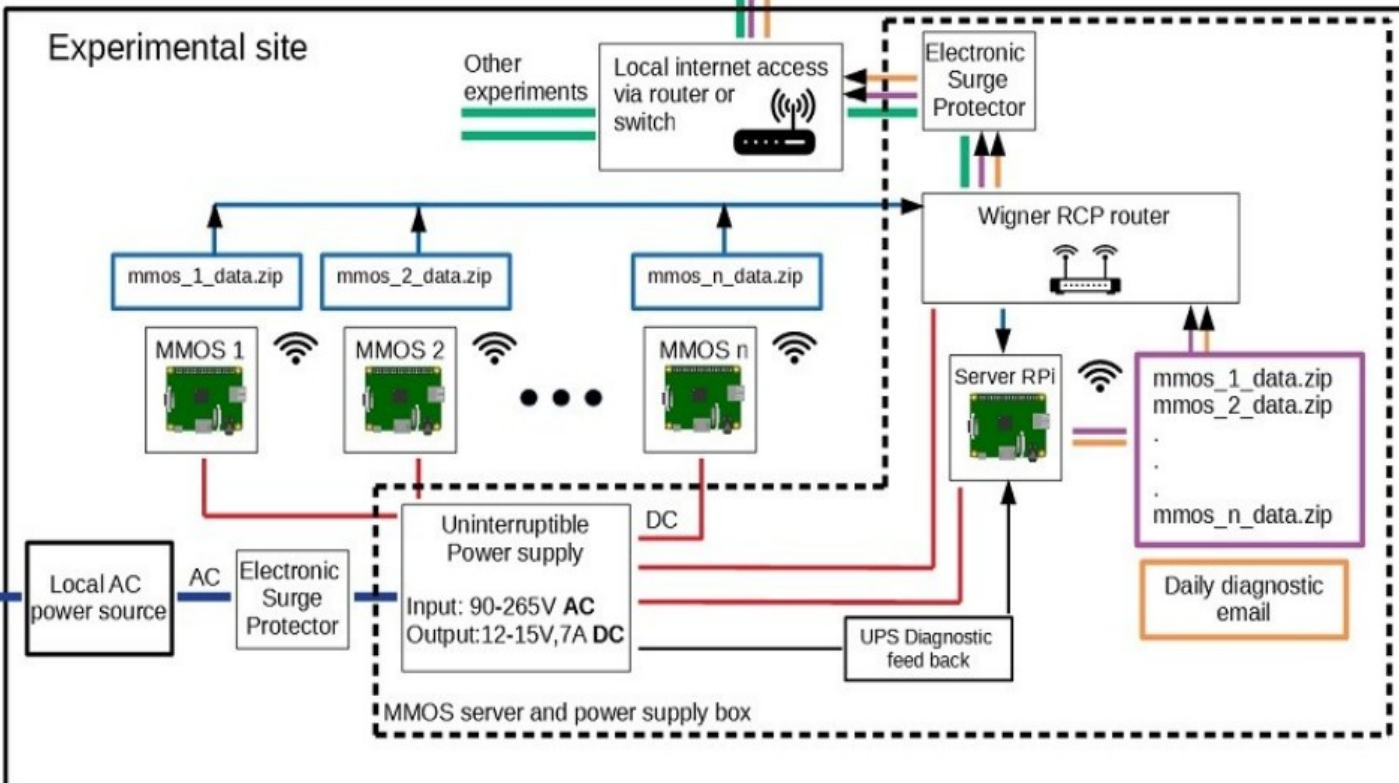 Experimental site
Other
experiments
Local internet access
via router or
switch
Electronic
Surge
Protector
Wigner RCP router
mmos_1_data.zip
mmos_2_data.zip
mmos_n_data.zip
MMOS 1
MMOS 2
MMOS n
Server RPi
mmos_1_data.zip
mmos_2_data.zip
.
.
.
mmos_n_data.zip
Local AC
power source
AC
Electronic
Surge
Protector
Uninterruptible
Power supply
Input: 90-265V AC
Output:12-15V,7A DC
DC
UPS Diagnostic
feed back
Daily diagnostic
email
MMOS server and power supply box